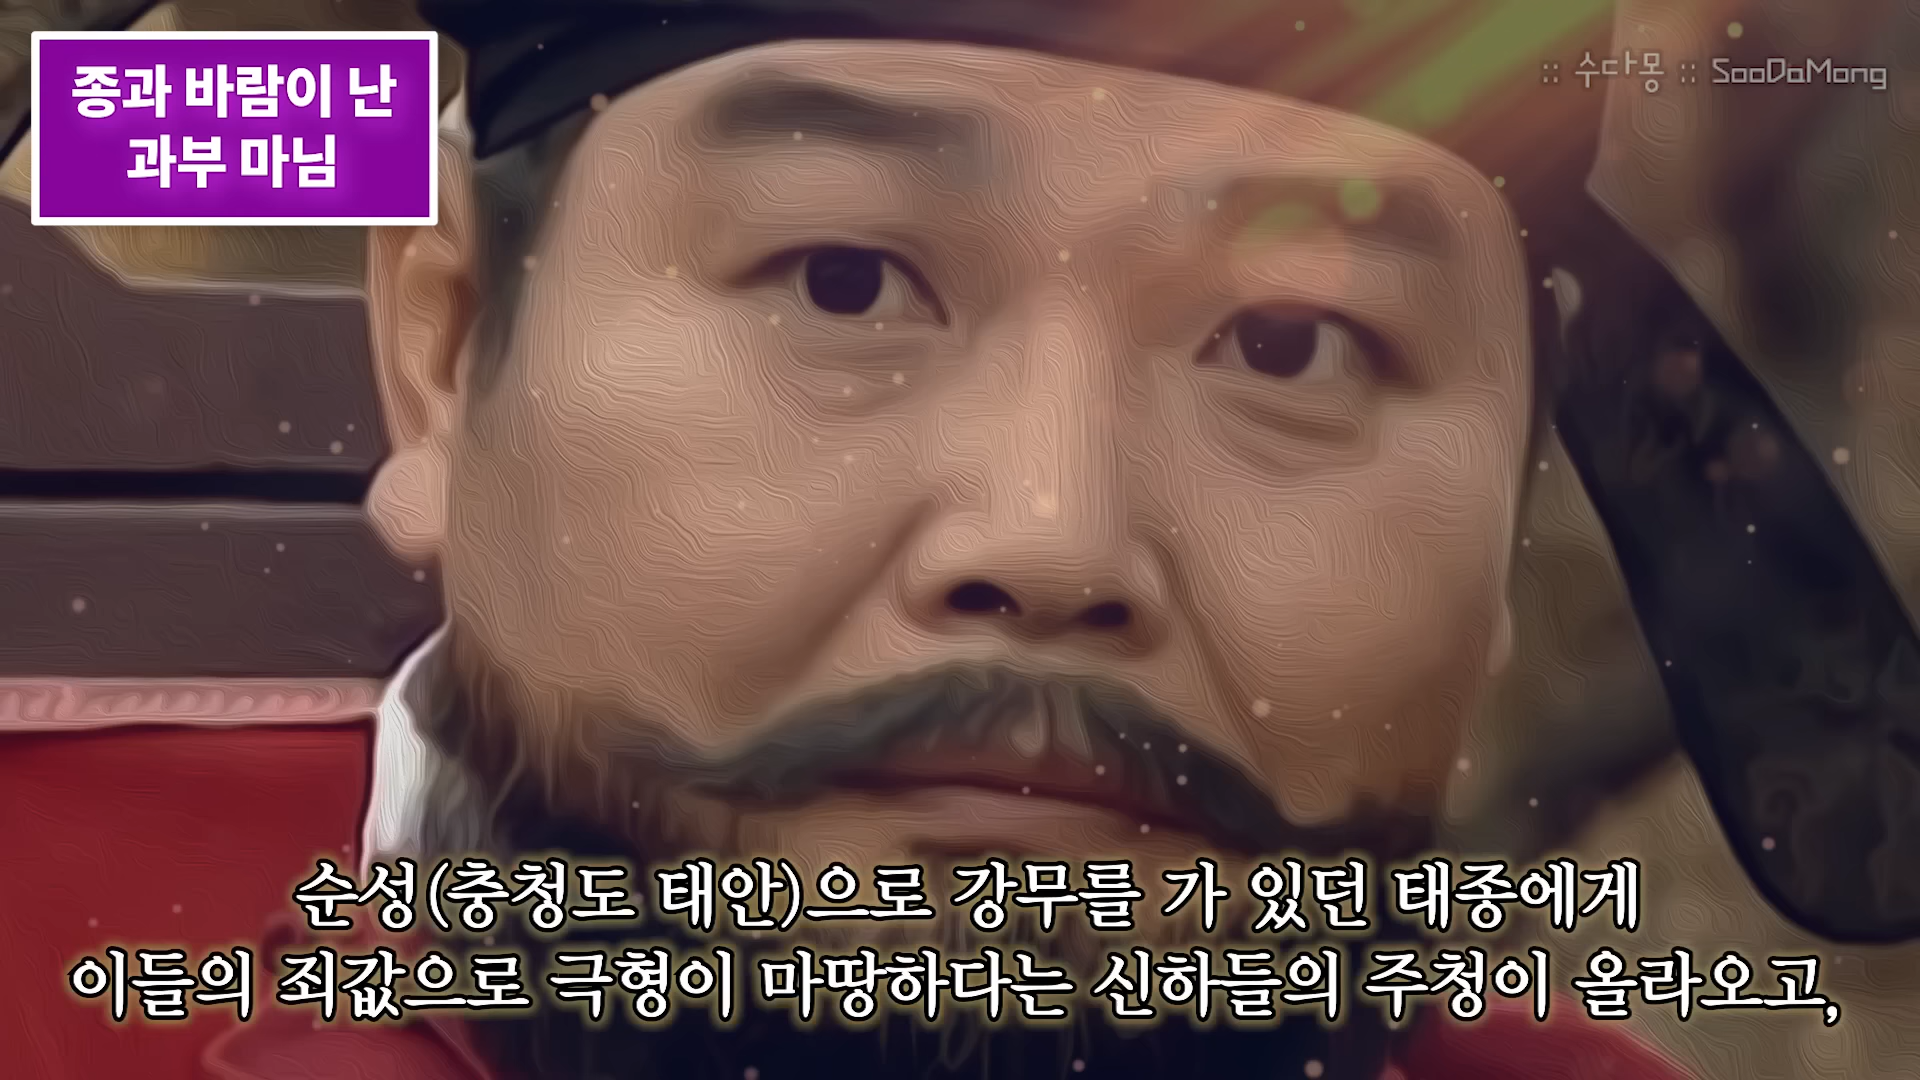 종과 바람이 난
과부 마님
:: 수다몽 :: SooDaMong
순성(충청도 태안)으로 강무를 가 있던 태종에게
이들의 죄값으로 극형이 마땅하다는 신하들의 주청이 올라오고,